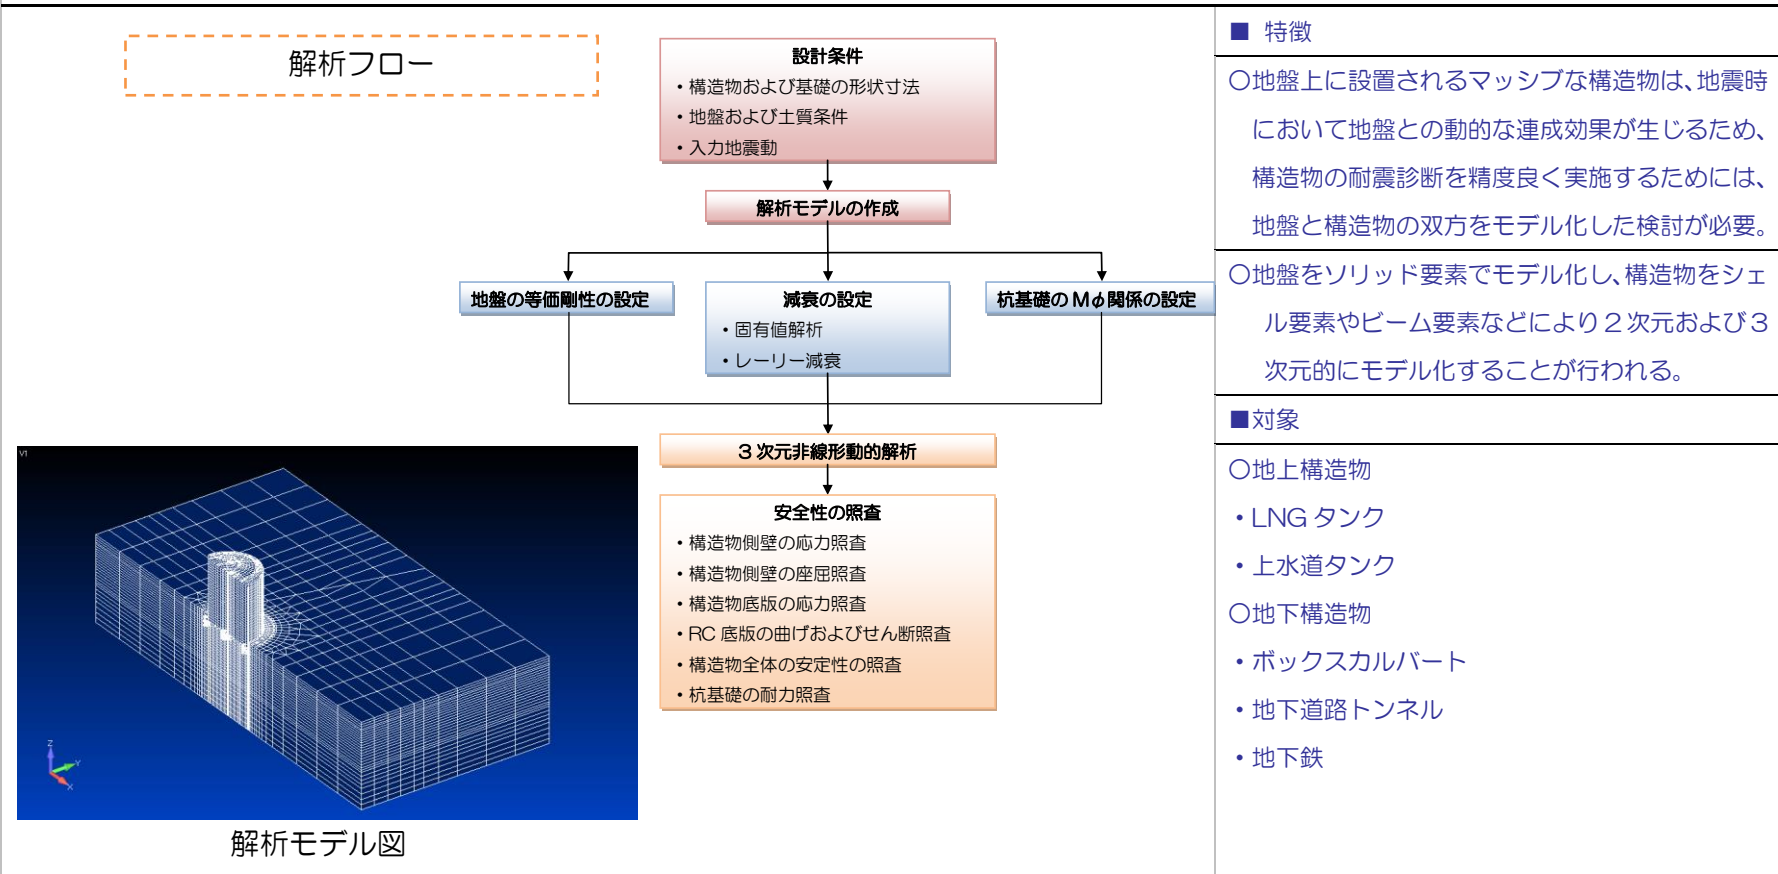 解析フロー
設計条件
・構造物および基礎の形状寸法
・地盤および土質条件
・入力地震動
解析モデルの作成
地盤の等価剛性の設定
減衰の設定
・固有値解析
・レーリー減衰
杭基礎のMφ関係の設定
3次元非線形動的解析
安全性の照査
・構造物側壁の応力照査
・構造物側壁の座屈照査
・構造物底版の応力照査
・RC底版の曲げおよびせん断照査
・構造物全体の安定性の照査
・杭基礎の耐力照査
V1
Z
Y
X
解析モデル図
■ 特徴
〇地盤上に設置されるマッシブな構造物は、地震時
において地盤との動的な連成効果が生じるため、
構造物の耐震診断を精度良く実施するためには、
地盤と構造物の双方をモデル化した検討が必要。
〇地盤をソリッド要素でモデル化し、構造物をシェ
ル要素やビーム要素などにより2次元および3
次元的にモデル化することが行われる。
■対象
〇地上構造物
・LNGタンク
・上水道タンク
〇地下構造物
・ボックスカルバート
・地下道路トンネル
・地下鉄